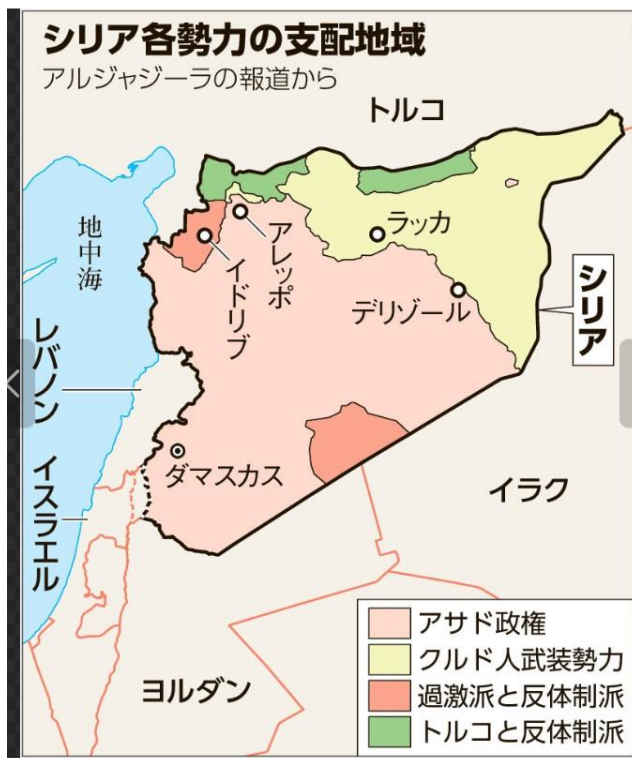 シリア各勢力の支配地域
アルジャジーラの報道から
トルコ
地中海
アレッポ
ラッカ
イドリブ
デリゾール
シリア
レバノン
ダマスカス
イスラエル
イラク
ヨルダン
アサド政権
クルド人武装勢力
過激派と反体制派
トルコと反体制派